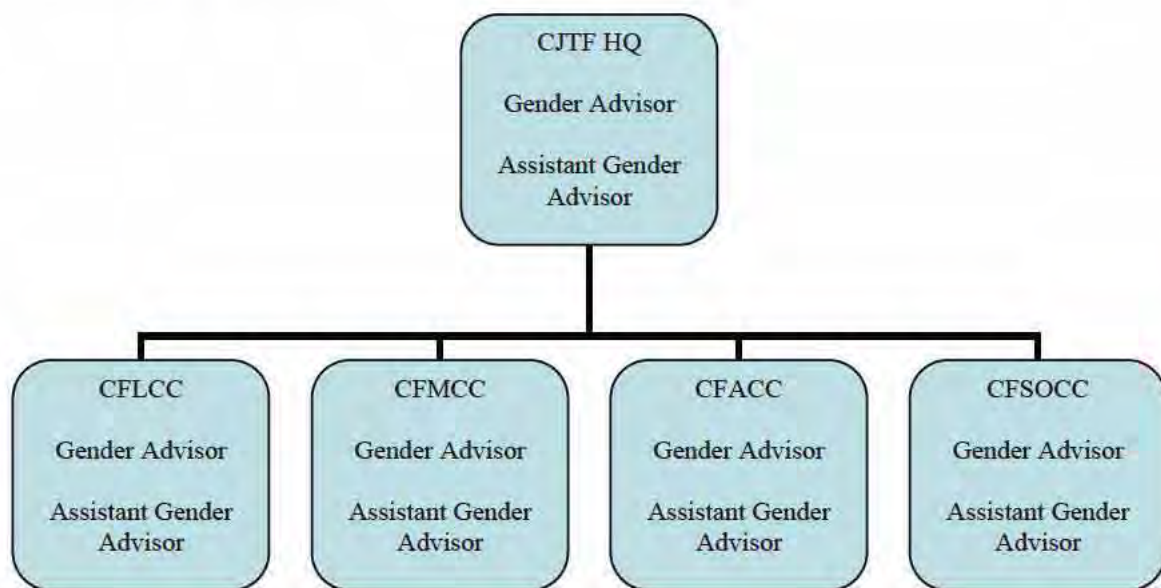 CJTF HQ
Gender Advisor
Assistant Gender
Advisor
CFLCC
Gender Advisor
Assistant Gender
Advisor
CFMCC
Gender Advisor
Assistant Gender
Advisor
CFACC
Gender Advisor
Assistant Gender
Advisor
CFSOCC
Gender Advisor
Assistant Gender
Advisor